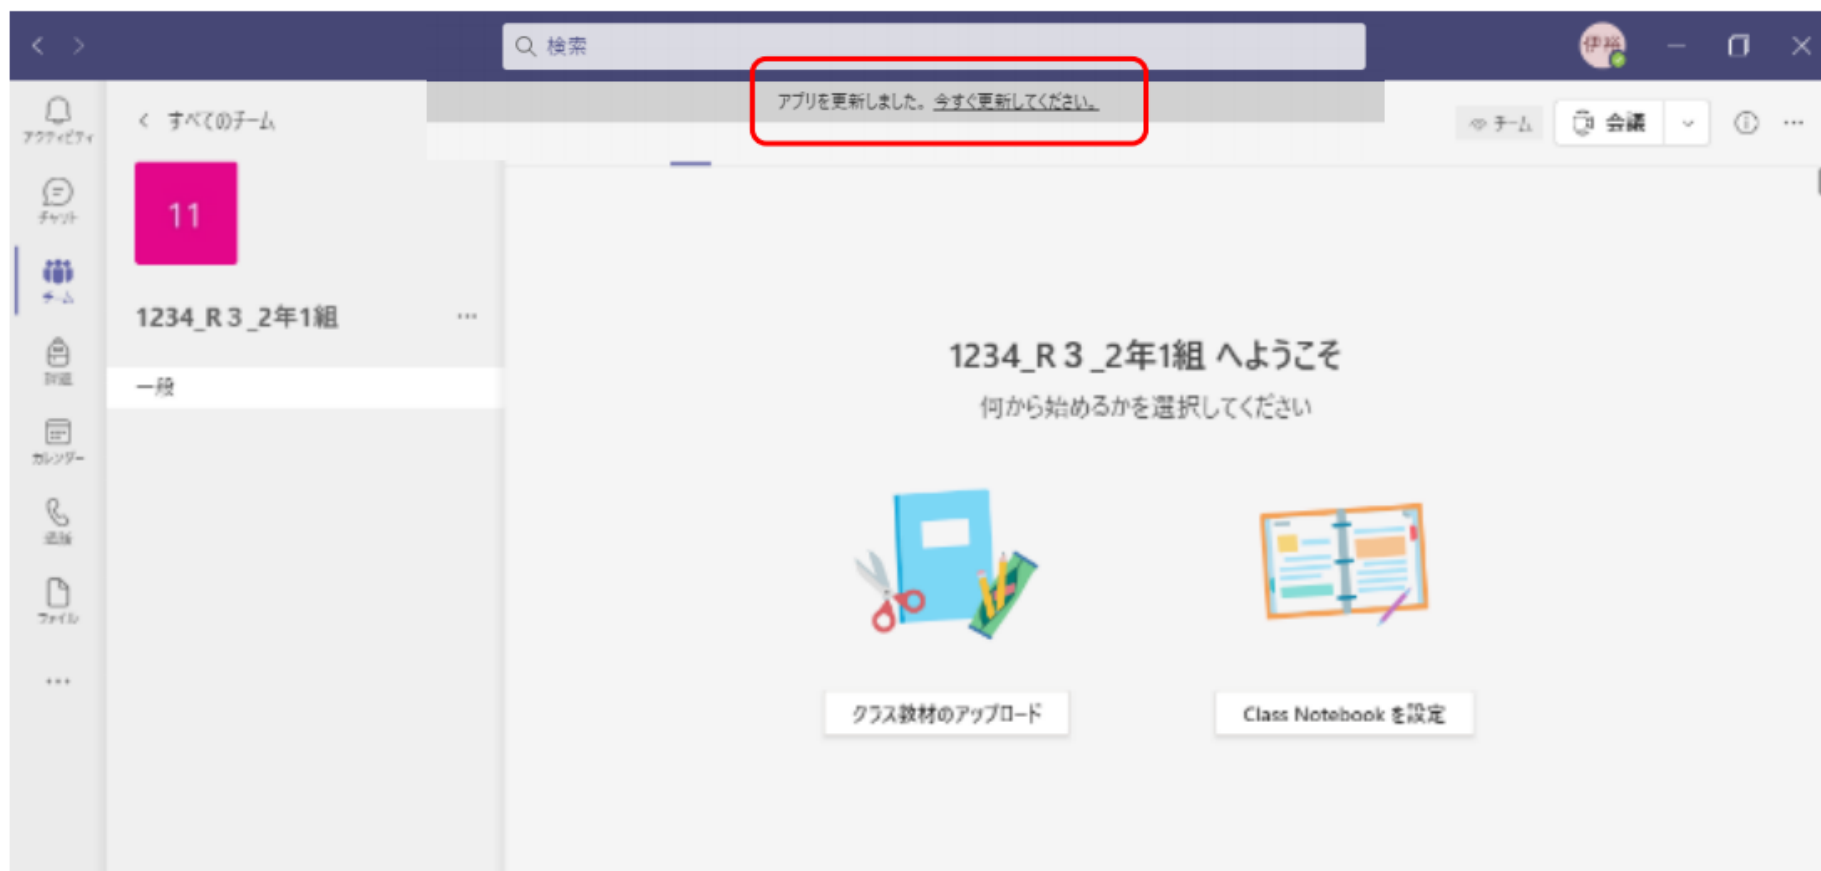 検索
伊裕
アプリを更新しました。今すぐ更新してください。
アクティビティ
チャット
チーム
課題
カレンダー
通話
ファイル
すべてのチーム
11
1234_R３_2年1組
一般
チーム
会議
1234_R３_2年1組 へようこそ
何から始めるかを選択してください
クラス教材のアップロード
Class Notebook を設定